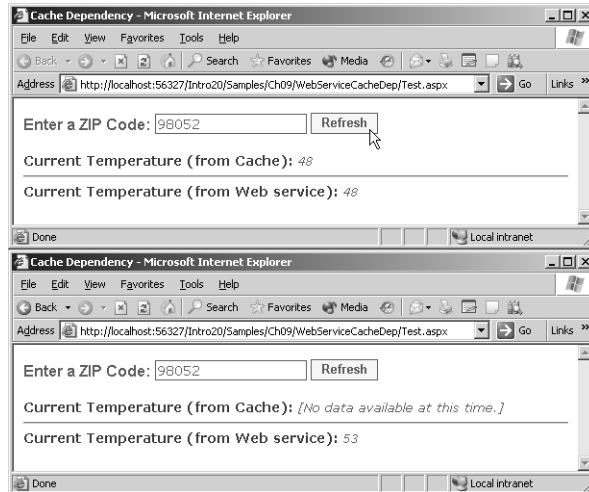 Cache Dependency - Microsoft Internet Explorer
File Edit View Favorites Tools Help
Back Search Favorites Media
Address http://localhost:56327/Intro20/Samples/Ch09/WebServiceCacheDep/Test.aspx Go Links »
Enter a ZIP Code: 98052 Refresh
Current Temperature (from Cache): 48
Current Temperature (from Web service): 48
Done Local intranet
Cache Dependency - Microsoft Internet Explorer
File Edit View Favorites Tools Help
Back Search Favorites Media
Address http://localhost:56327/Intro20/Samples/Ch09/WebServiceCacheDep/Test.aspx Go Links »
Enter a ZIP Code: 98052 Refresh
Current Temperature (from Cache): [No data available at this time.]
Current Temperature (from Web service): 53
Done Local intranet